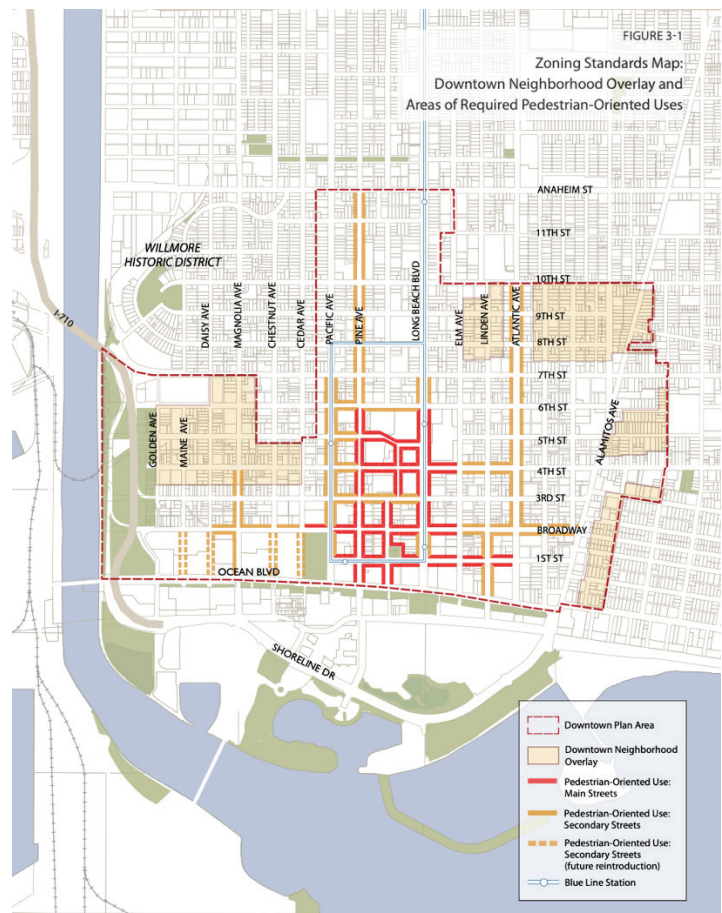 FIGURE 3-1
Zoning Standards Map:
Downtown Neighborhood Overlay and
Areas of Required Pedestrian-Oriented Uses
ANAHEIM ST
11TH ST
WILLMORE
HISTORIC DISTRICT
10TH ST
DAISY AVE
MAGNOLIA AVE
CHESTNUT AVE
CEDAR AVE
PACIFIC AVE
PINE AVE
LONG BEACH BLVD
ELM AVE
LINDEN AVE
ATLANTIC AVE
9TH ST
8TH ST
I-710
7TH ST
6TH ST
GOLDEN AVE
MAINE AVE
ALAMITOS AVE
5TH ST
4TH ST
3RD ST
BROADWAY
1ST ST
OCEAN BLVD
SHORELINE DR
Downtown Plan Area
Downtown Neighborhood
Overlay
Pedestrian-Oriented Use:
Main Streets
Pedestrian-Oriented Use:
Secondary Streets
Pedestrian-Oriented Use:
Secondary Streets
(future reintroduction)
Blue Line Station